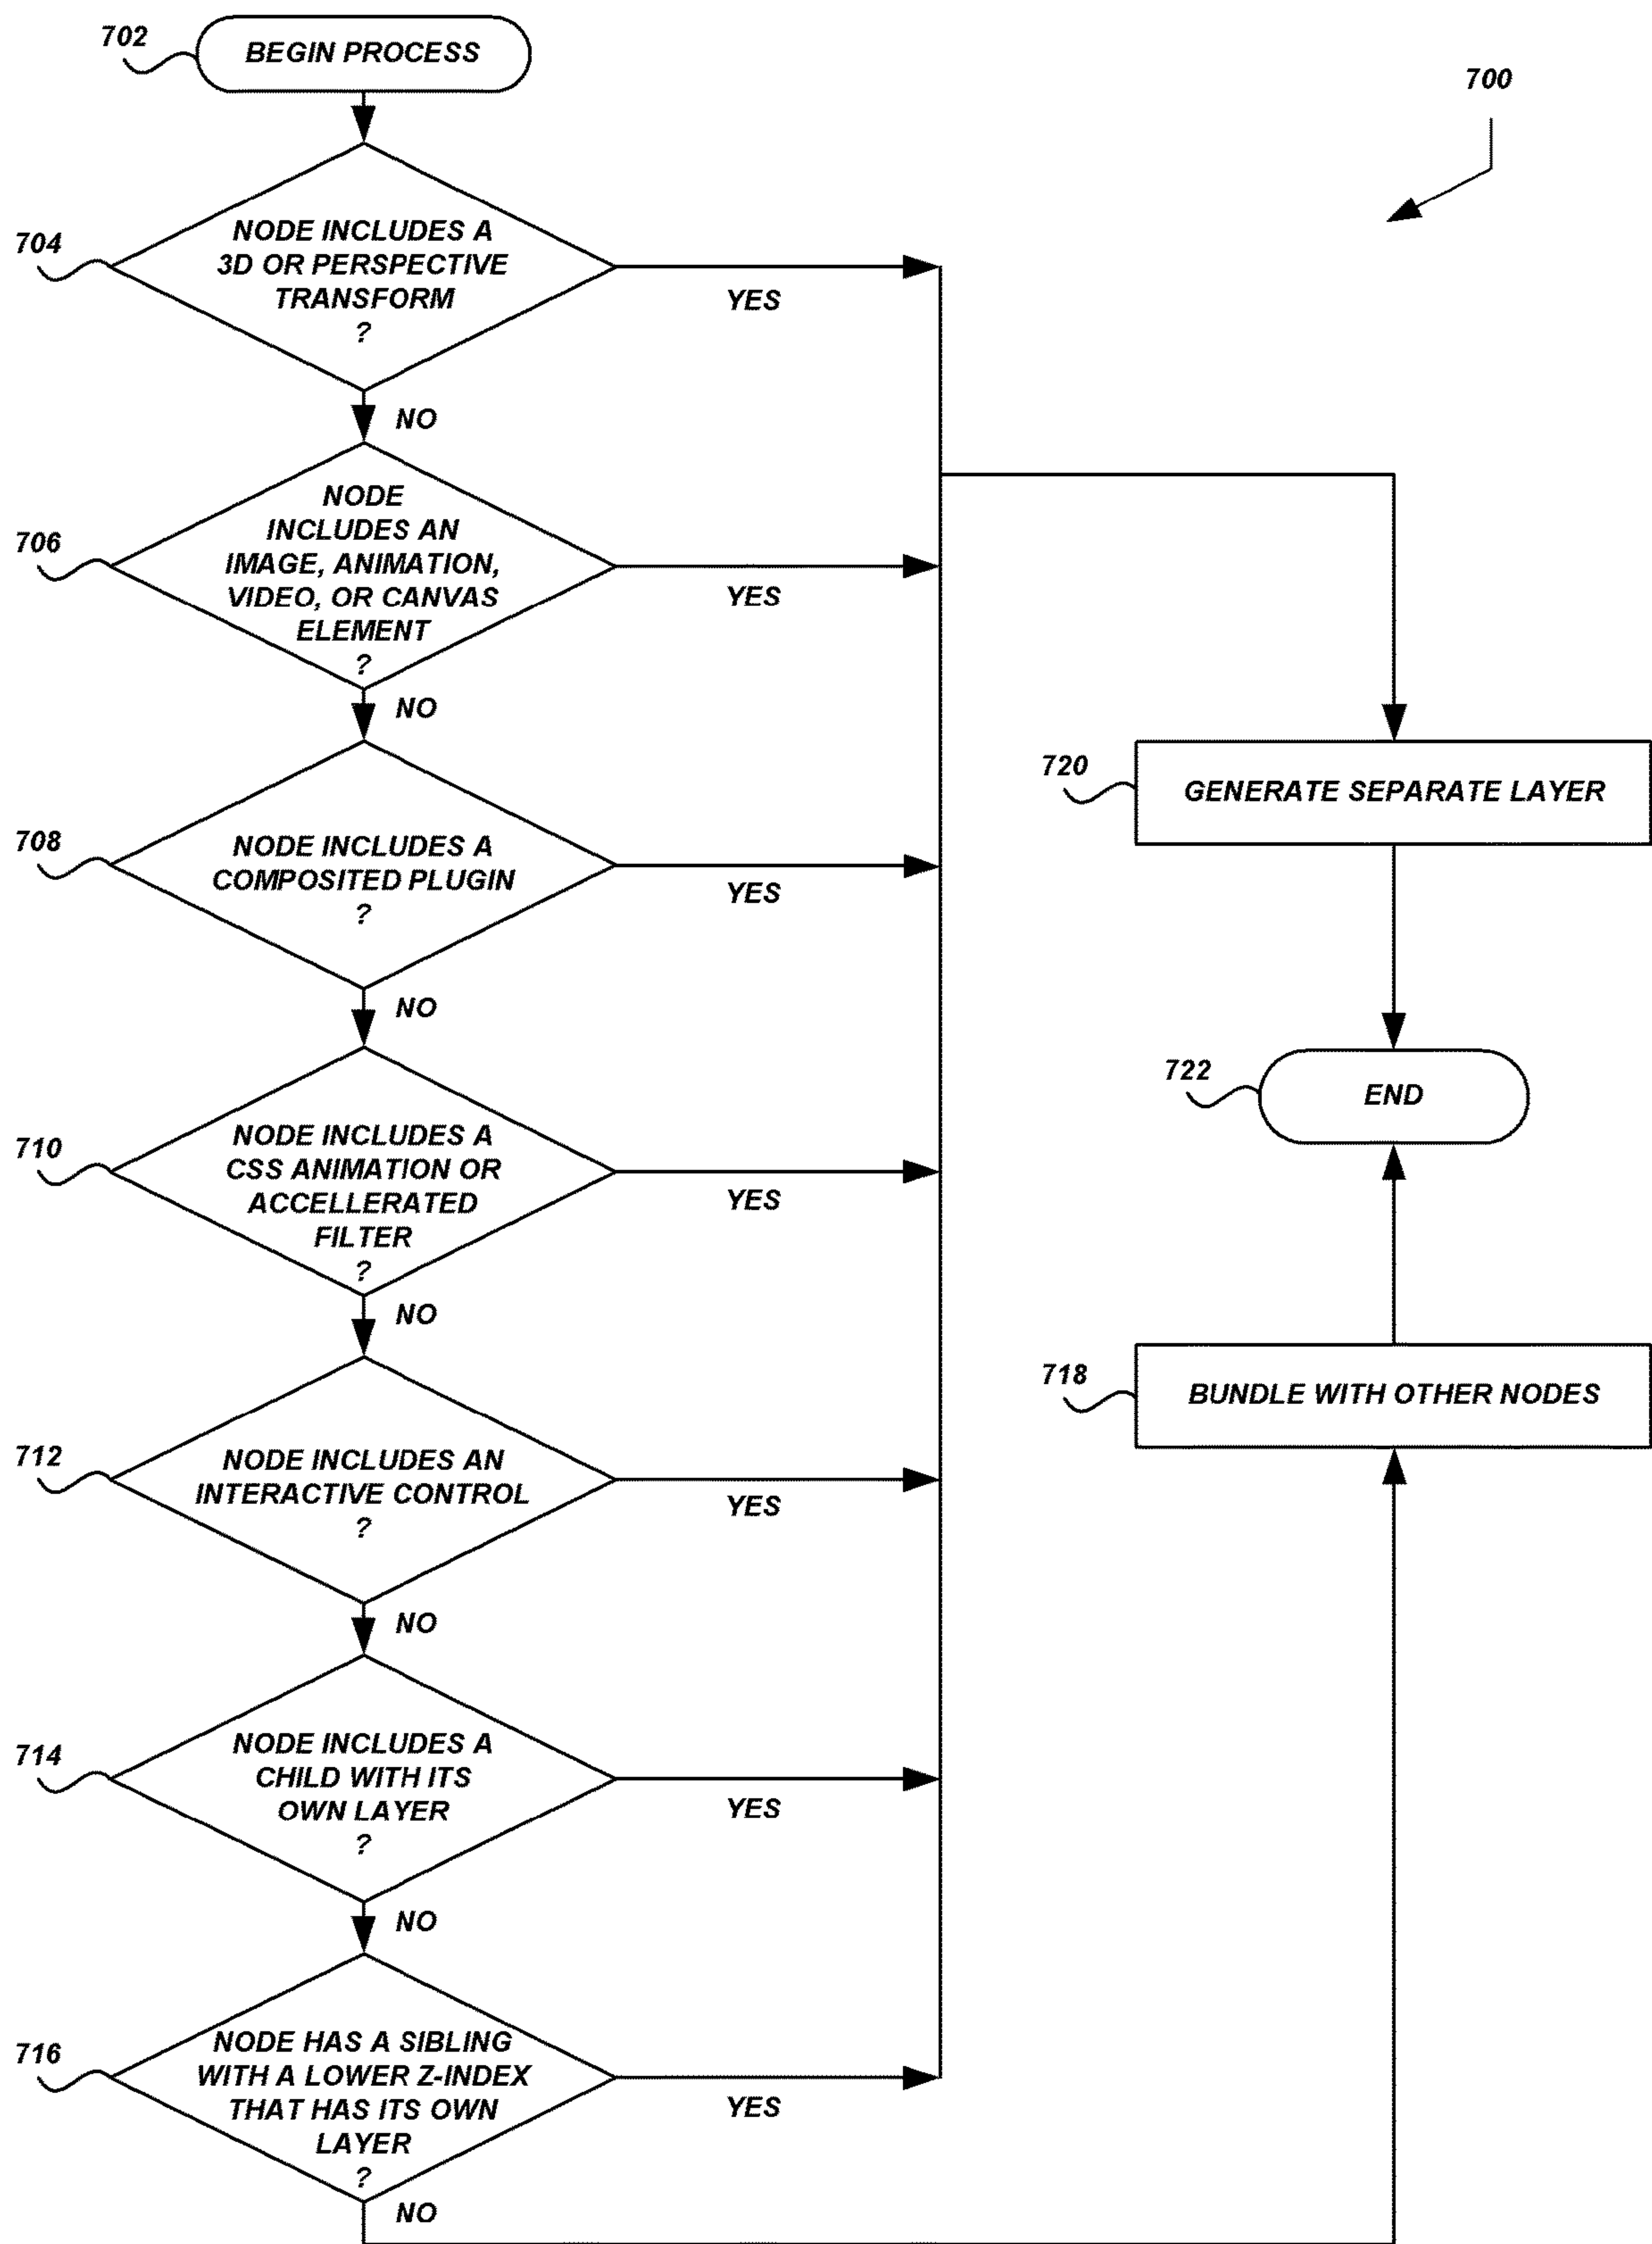 702
BEGIN PROCESS
700
704
NODE INCLUDES A
3D OR PERSPECTIVE
TRANSFORM
?
YES
NO
706
NODE
INCLUDES AN
IMAGE, ANIMATION,
VIDEO, OR CANVAS
ELEMENT
?
YES
NO
708
NODE INCLUDES A
COMPOSITED PLUGIN
?
YES
NO
710
NODE INCLUDES A
CSS ANIMATION OR
ACCELLERATED
FILTER
?
YES
NO
712
NODE INCLUDES AN
INTERACTIVE CONTROL
?
YES
NO
714
NODE INCLUDES A
CHILD WITH ITS
OWN LAYER
?
YES
NO
716
NODE HAS A SIBLING
WITH A LOWER Z-INDEX
THAT HAS ITS OWN
LAYER
?
YES
NO
720
GENERATE SEPARATE LAYER
722
END
718
BUNDLE WITH OTHER NODES